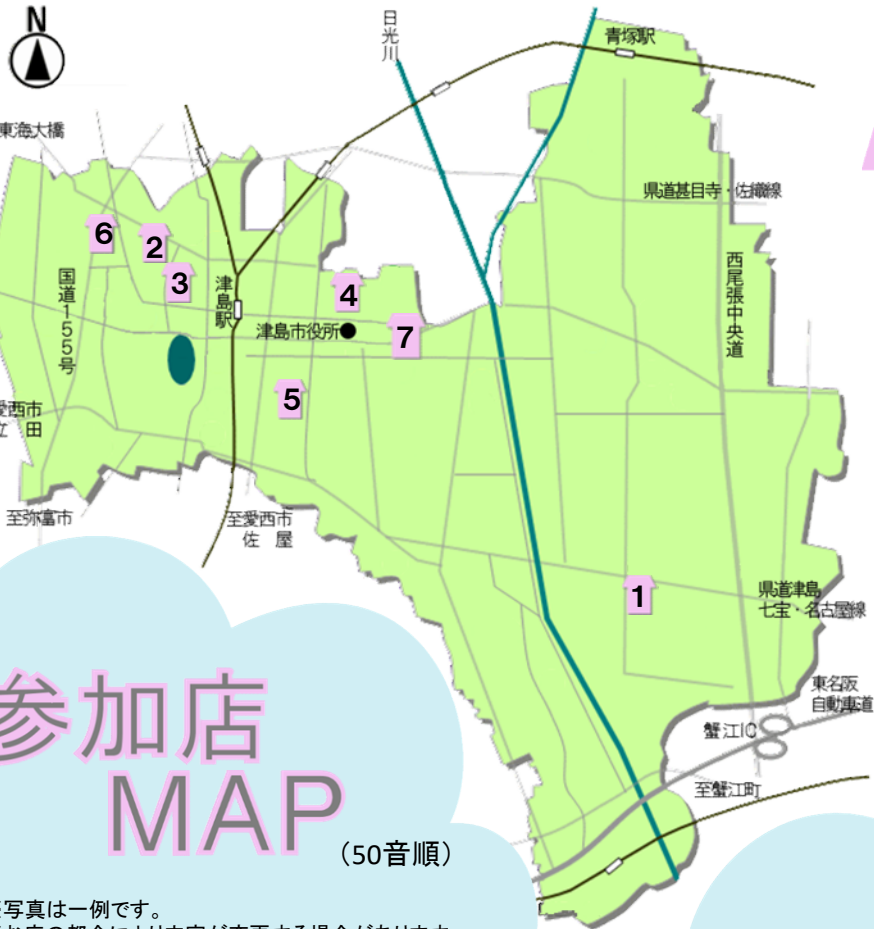 N
日光川
青塚駅
東海大橋
県道甚目寺・佐織線
6
2
3
4
7
5
国道155号
津島駅
津島市役所
西尾張中央道
愛西市
立 田
至弥富市
至愛西市
佐 屋
1
県道津島
七宝・名古屋線
東名阪
自動車道
蟹江IC
至蟹江町
参加店
MAP
(50音順)
写真は一例です。